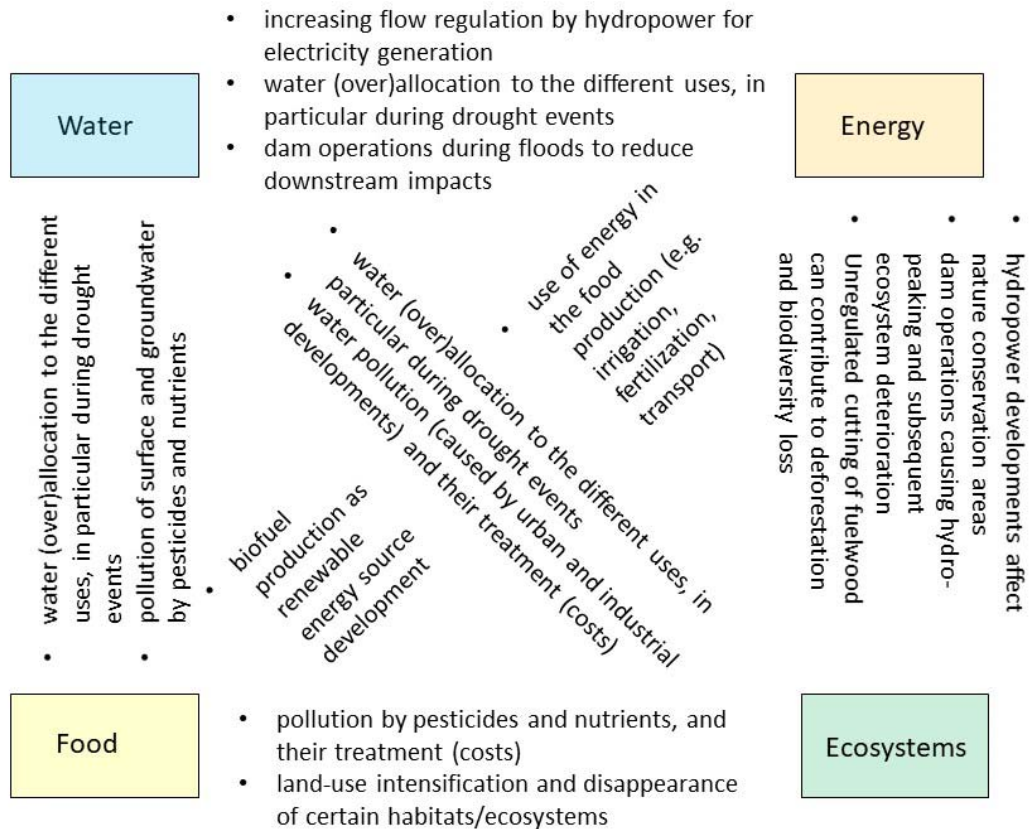 • increasing flow regulation by hydropower for
electricity generation
• water (over)allocation to the different uses, in
particular during drought events
• dam operations during floods to reduce
downstream impacts
Water
Energy
• water (over)allocation to the different
uses, in particular during drought
events
• pollution of surface and groundwater
by pesticides and nutrients
• water (over)allocation to the different uses, in
particular during drought events
• water pollution (caused by urban and industrial
developments) and their treatment (costs)
• use of energy in
the food
production (e.g.
irrigation,
fertilization,
transport)
• biofuel
production as
renewable
energy source
development
• hydropower developments affect
nature conservation areas
• dam operations causing hydro-
peaking and subsequent
ecosystem deterioration
• Unregulated cutting of fuelwood
can contribute to deforestation
and biodiversity loss
Food
Ecosystems
• pollution by pesticides and nutrients, and
their treatment (costs)
• land-use intensification and disappearance
of certain habitats/ecosystems